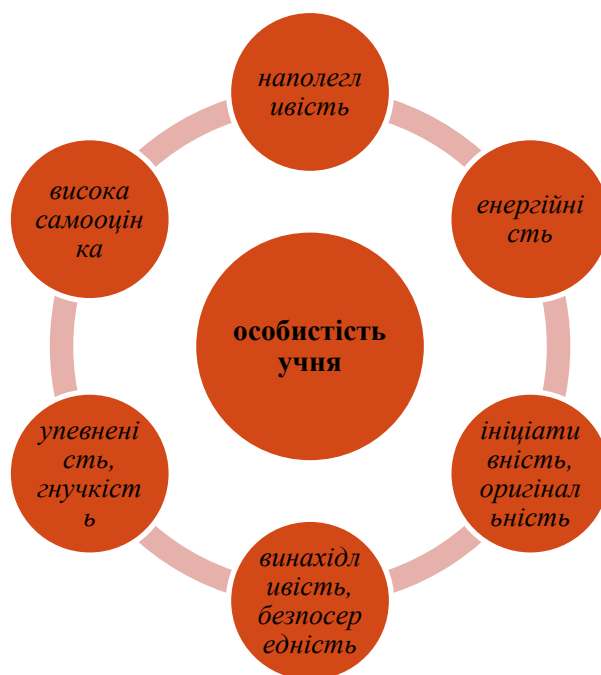 наполегл
ивість
енергійні
сть
ініціати
вність,
оригінал
ьність
винахідл
ивість,
безпосер
едність
упевнені
сть,
гнучкіст
ь
висока
самооцін
ка
особистість
учня